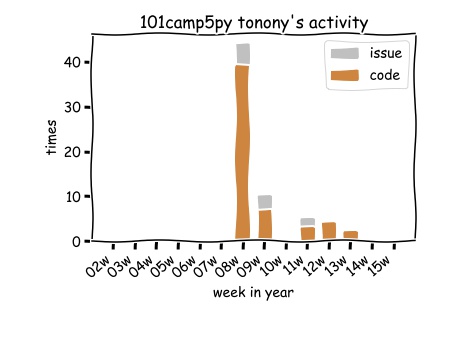 101camp5py tonony's activity
issue
code
times
40
30
20
10
0
02w 03w 04w 05w 06w 07w 08w 09w 10w 11w 12w 13w 14w 15w
week in year